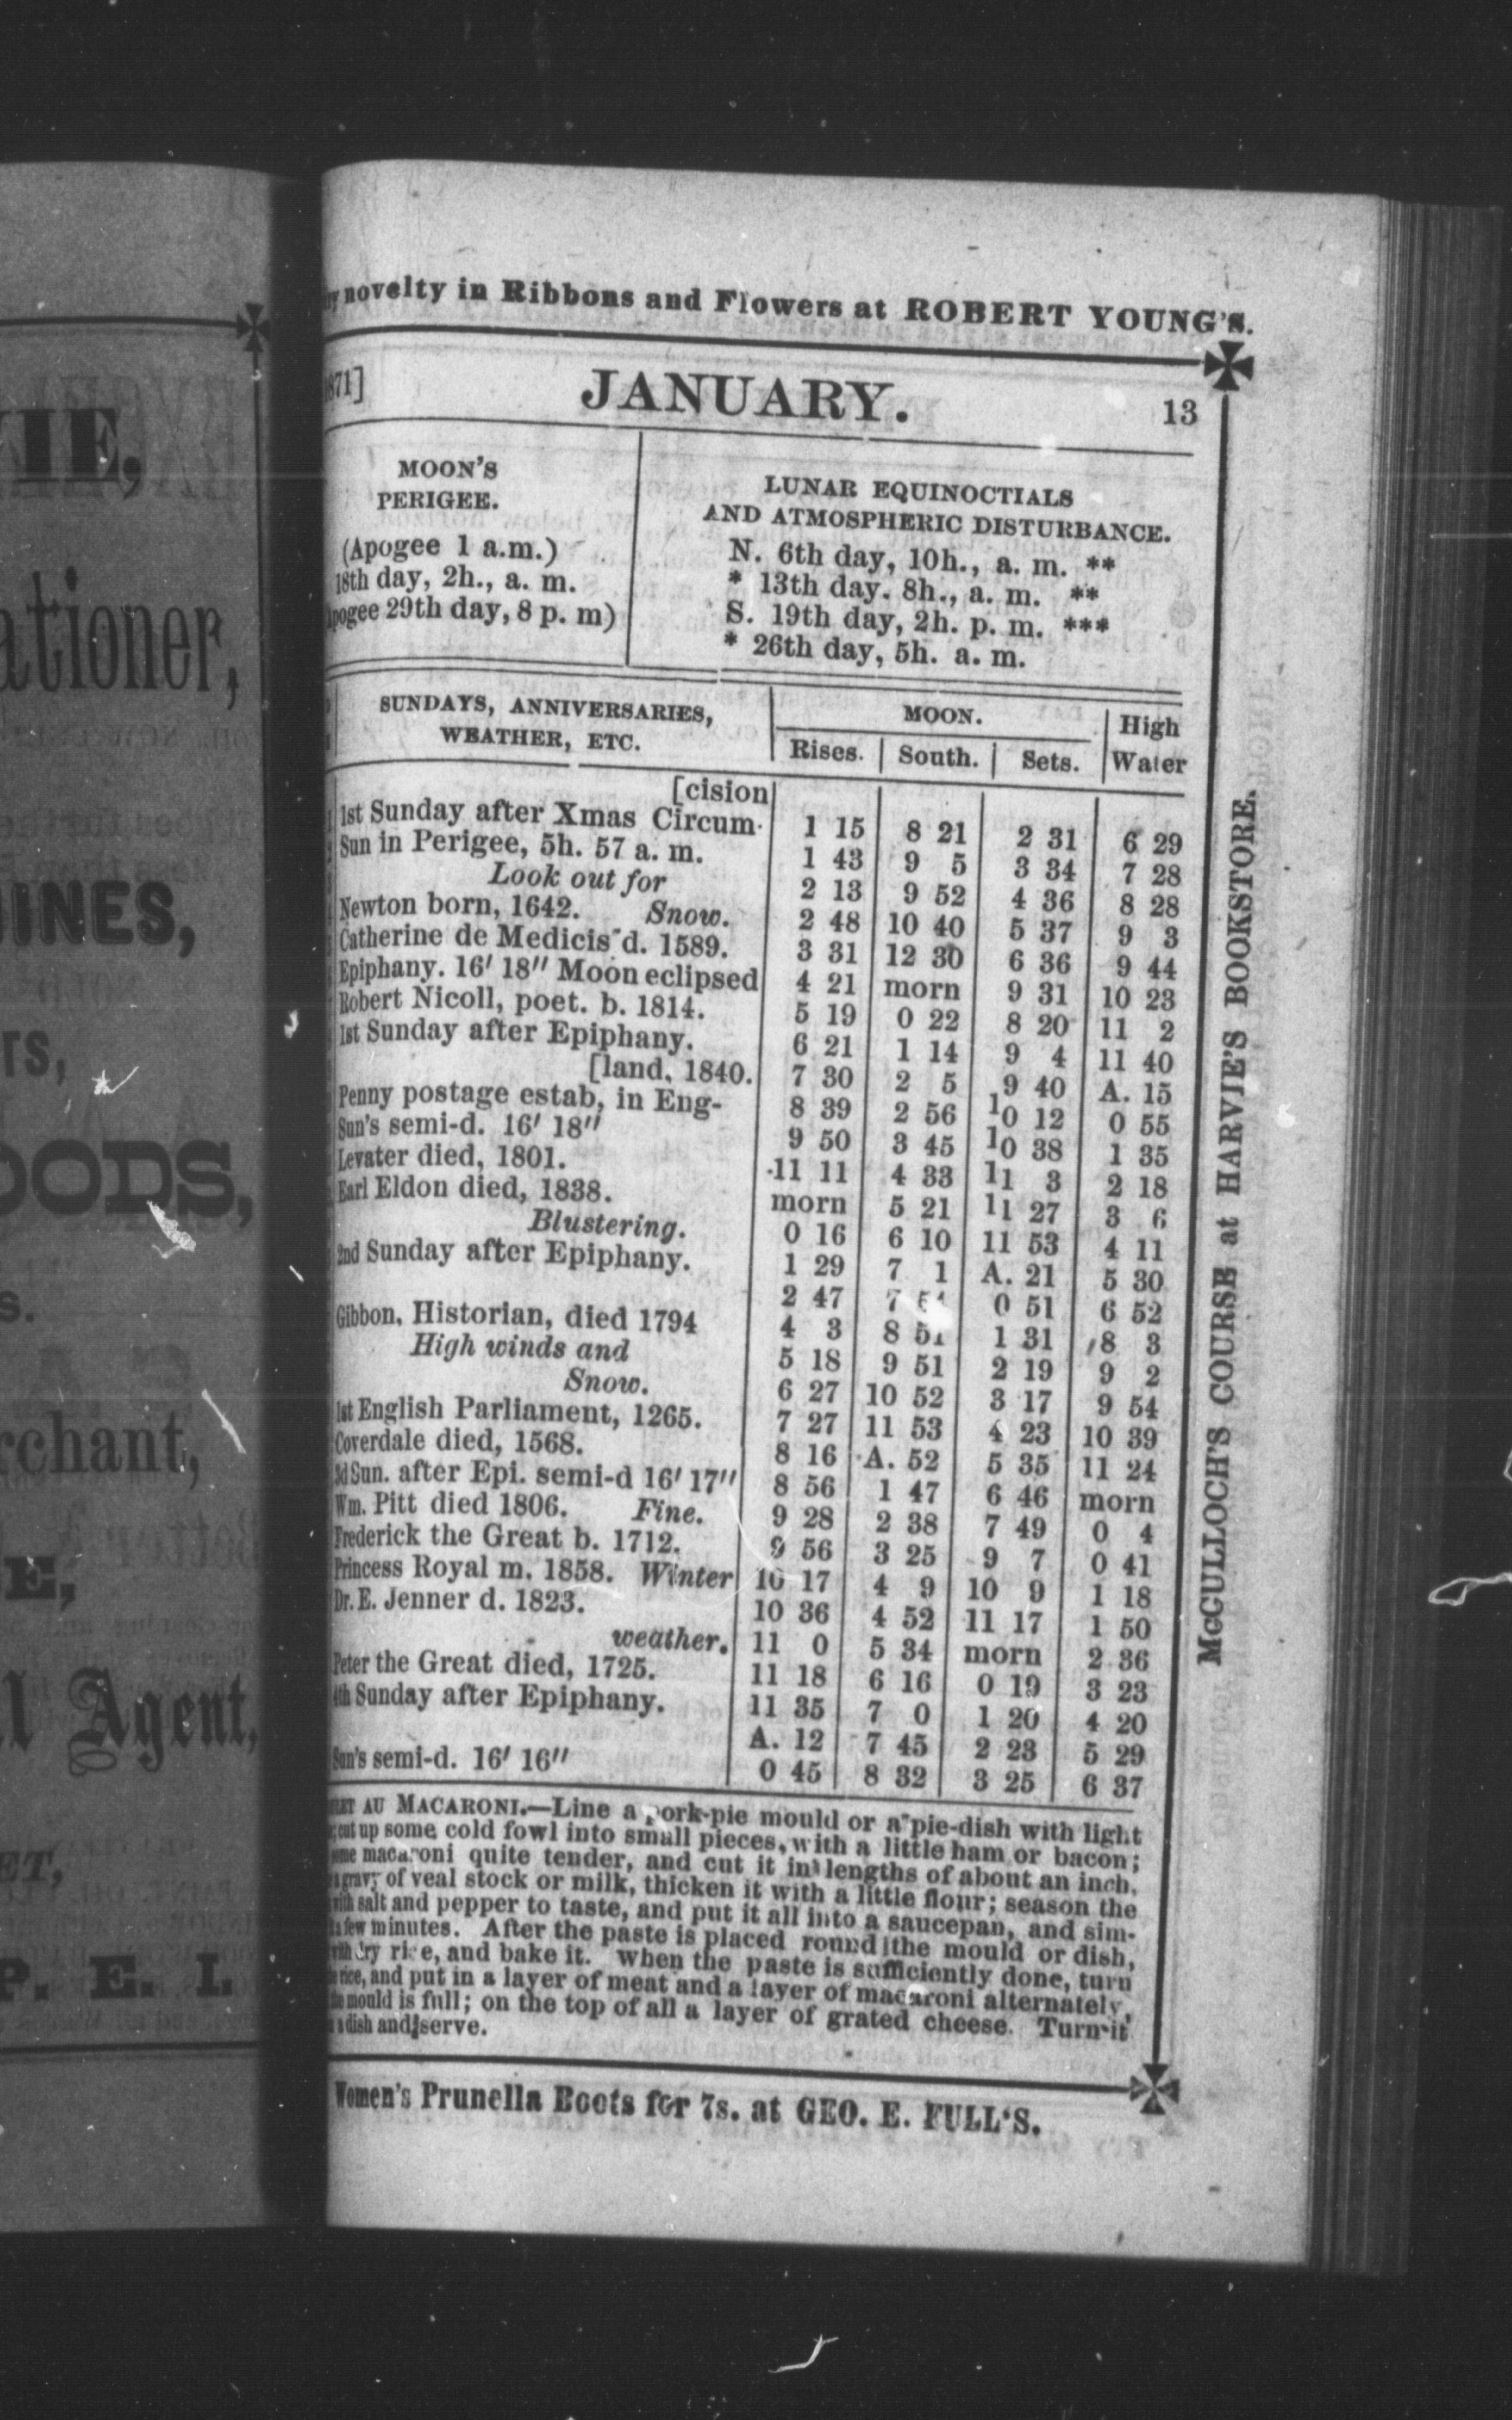 IE,
ationer,
INES,
rs,
OODS,
s.
rchant,
E,
l Agent,
ET,
P. E. I.
novelty in Ribbons and Flowers at ROBERT YOUNG'S.
871] JANUARY. 13
MOON'S
PERIGEE.
(Apogee 1 a.m.)
18th day, 2h., a. m.
pogee 29th day, 8 p. m)
LUNAR EQUINOCTIALS
AND ATMOSPHERIC DISTURBANCE.
N. 6th day, 10h., a. m. **
* 13th day. 8h., a. m. **
S. 19th day, 2h. p. m. ***
* 26th day, 5h. a. m.
SUNDAYS, ANNIVERSARIES,
WEATHER, ETC.
MOON.
Rises. South. Sets.
High
Water
[cision
1st Sunday after Xmas Circum- 1 15 8 21 2 31 6 29
Sun in Perigee, 5h. 57 a. m. 1 43 9 5 3 34 7 28
Look out for 2 13 9 52 4 36 8 28
Newton born, 1642. Snow. 2 48 10 40 5 37 9 3
Catherine de Medicis d. 1589. 3 31 12 30 6 36 9 44
Epiphany. 16' 18" Moon eclipsed 4 21 morn 9 31 10 23
Robert Nicoll, poet. b. 1814. 5 19 0 22 8 20 11 2
1st Sunday after Epiphany. 6 21 1 14 9 4 11 40
[land, 1840. 7 30 2 5 9 40 A. 15
Penny postage estab, in Eng- 8 39 2 56 10 12 0 55
Sun's semi-d. 16' 18" 9 50 3 45 10 38 1 35
Levater died, 1801. 11 11 4 33 11 3 2 18
Earl Eldon died, 1838. morn 5 21 11 27 3 6
Blustering. 0 16 6 10 11 53 4 11
2nd Sunday after Epiphany. 1 29 7 1 A. 21 5 30
2 47 7 0 51 6 52
Gibbon, Historian, died 1794 4 3 8 51 1 31 8 3
High winds and 5 18 9 51 2 19 9 2
Snow. 6 27 10 52 3 17 9 54
1st English Parliament, 1265. 7 27 11 53 4 23 10 39
Coverdale died, 1568. 8 16 A. 52 5 35 11 24
3d Sun. after Epi. semi-d 16' 17" 8 56 1 47 6 46 morn
Wm. Pitt died 1806. Fine. 9 28 2 38 7 49 0 4
Frederick the Great b. 1712. 9 56 3 25 9 7 0 41
Princess Royal m. 1858. Winter 10 17 4 9 10 9 1 18
Dr. E. Jenner d. 1823. 10 36 4 52 11 17 1 50
weather. 11 0 5 34 morn 2 36
Peter the Great died, 1725. 11 18 6 16 0 19 3 23
4th Sunday after Epiphany. 11 35 7 0 1 20 4 20
A. 12 7 45 2 23 5 29
Sun's semi-d. 16' 16" 0 45 8 32 3 25 6 37
AU MACARONI.—Line a pork-pie mould or a pie-dish with light
cut up some cold fowl into small pieces, with a little ham or bacon;
some macaroni quite tender, and cut it in lengths of about an inch,
gravy of veal stock or milk, thicken it with a little flour; season the
with salt and pepper to taste, and put it all into a saucepan, and sim-
a few minutes. After the paste is placed round the mould or dish,
with dry rice, and bake it. When the paste is sufficiently done, turn
rice, and put in a layer of meat and a layer of macaroni alternately,
mould is full; on the top of all a layer of grated cheese. Turn it
a dish and serve.
Women's Prunella Boots for 7s. at GEO. E. FULL'S.
McCULLOCH'S COURSE at HARVIE'S BOOKSTORE.